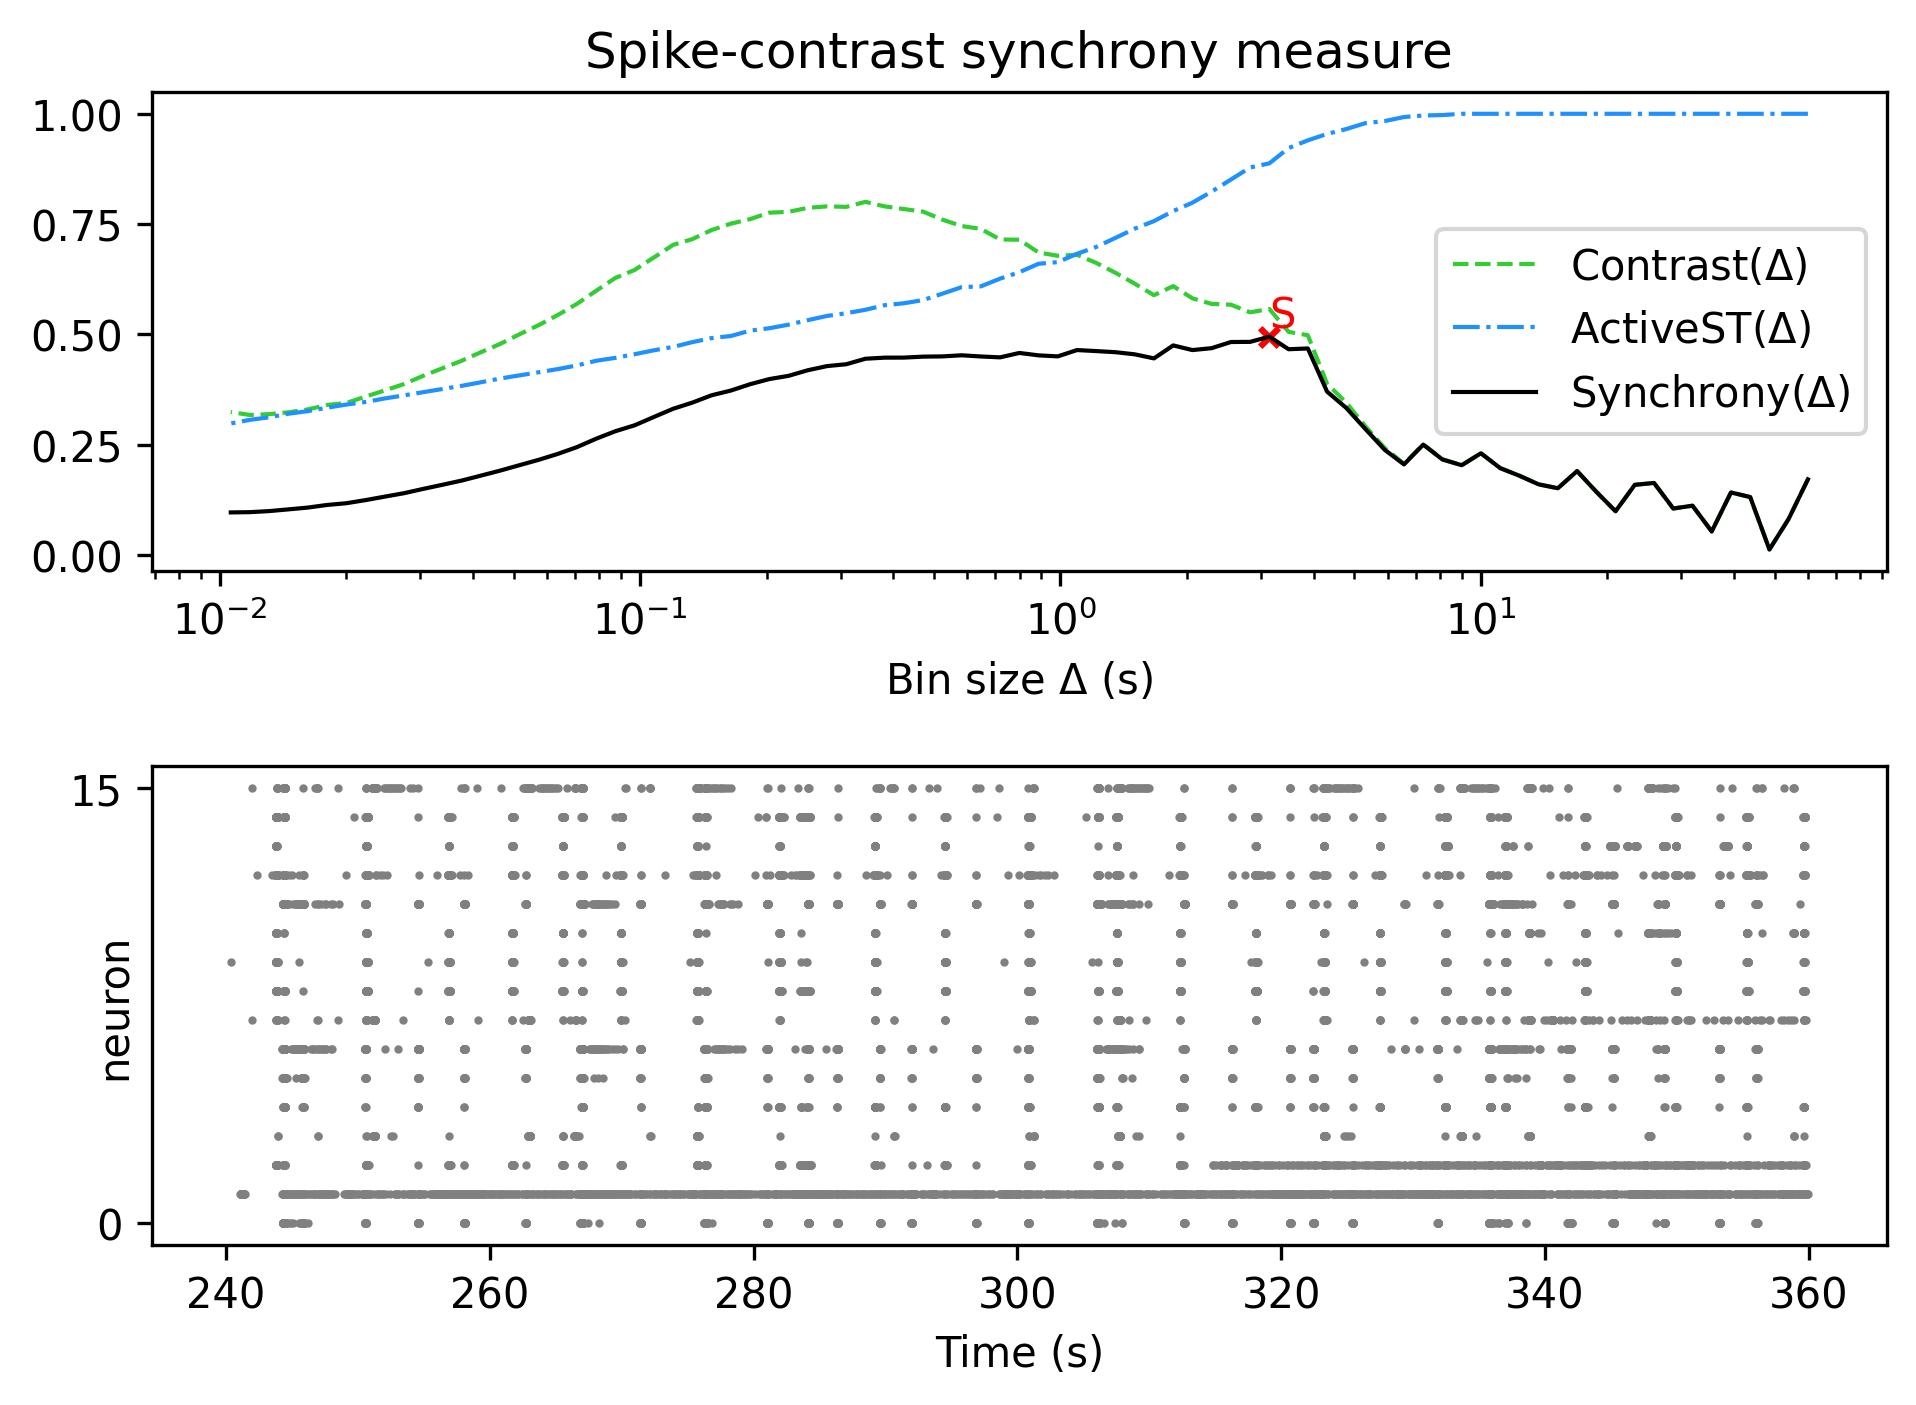 Spike-contrast synchrony measure
1.00
0.75
0.50
0.25
0.00
S
Contrast(Δ)
ActiveST(Δ)
Synchrony(Δ)
10⁻² 10⁻¹ 10⁰ 10¹
Bin size Δ (s)
15
neuron
0
240 260 280 300 320 340 360
Time (s)